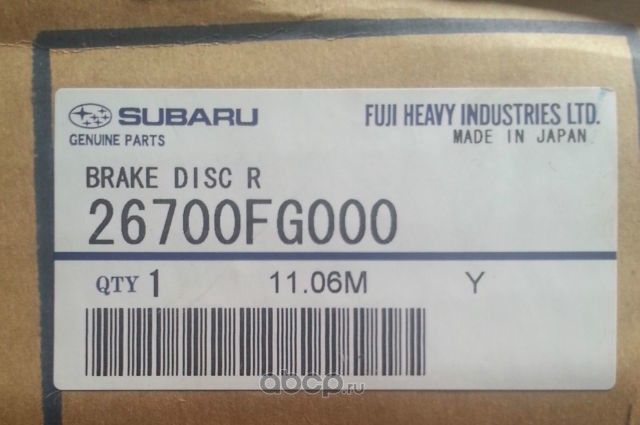 SUBARU FUJI HEAVY INDUSTRIES LTD.
GENUINE PARTS MADE IN JAPAN
BRAKE DISC R
26700FG000
QTY 1 11.06M Y
abcp.ru